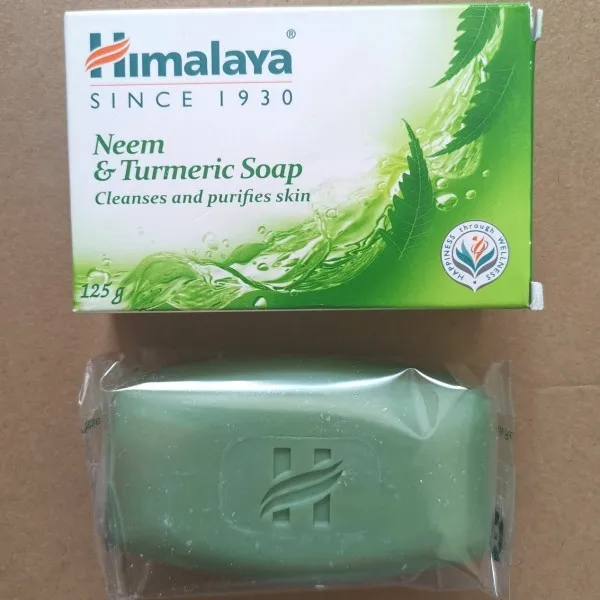 Himalaya®
SINCE 1930
Neem
& Turmeric Soap
Cleanses and purifies skin
HAPPINESS through WELLNESS
125 g
H